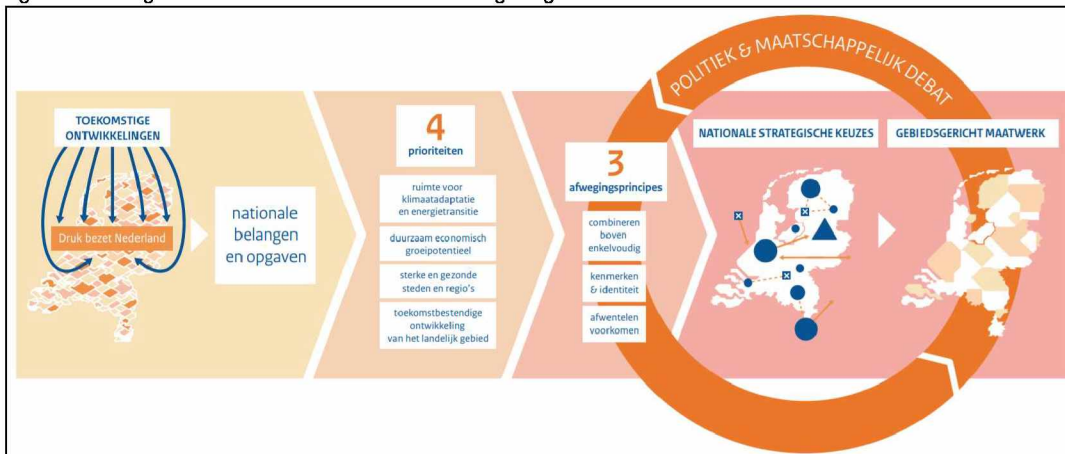 TOEKOMSTIGE
ONTWIKKELINGEN
Druk bezet Nederland
nationale
belangen
en opgaven
4
prioriteiten
ruimte voor
klimaatadaptatie
en energietransitie
duurzaam economisch
groeipotentieel
sterke en gezonde
steden en regio's
toekomstbestendige
ontwikkeling
van het landelijk gebied
3
afwegingsprincipes
combineren
boven
enkelvoudig
kenmerken
& identiteit
afwentelen
voorkomen
POLITIEK & MAATSCHAPPELIJK DEBAT
NATIONALE STRATEGISCHE KEUZES
GEBIEDSGERICHT MAATWERK